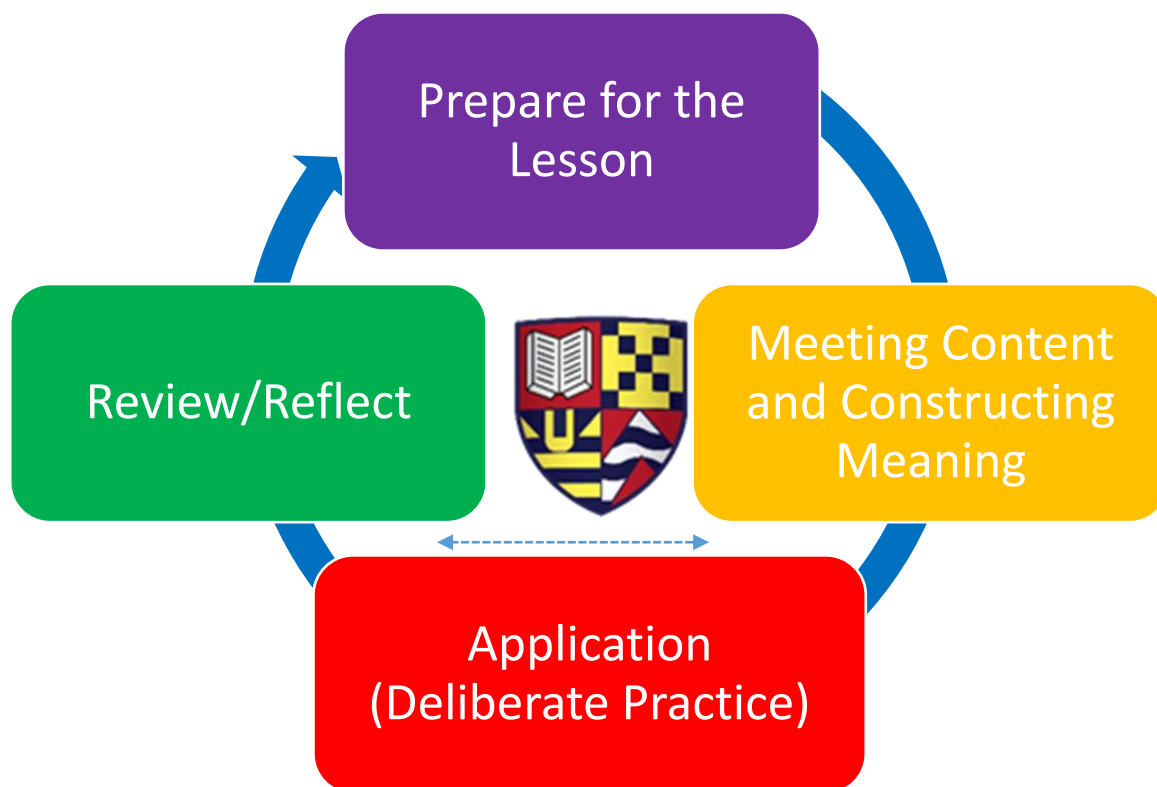 Prepare for the
Lesson
Meeting Content
and Constructing
Meaning
Application
(Deliberate Practice)
Review/Reflect